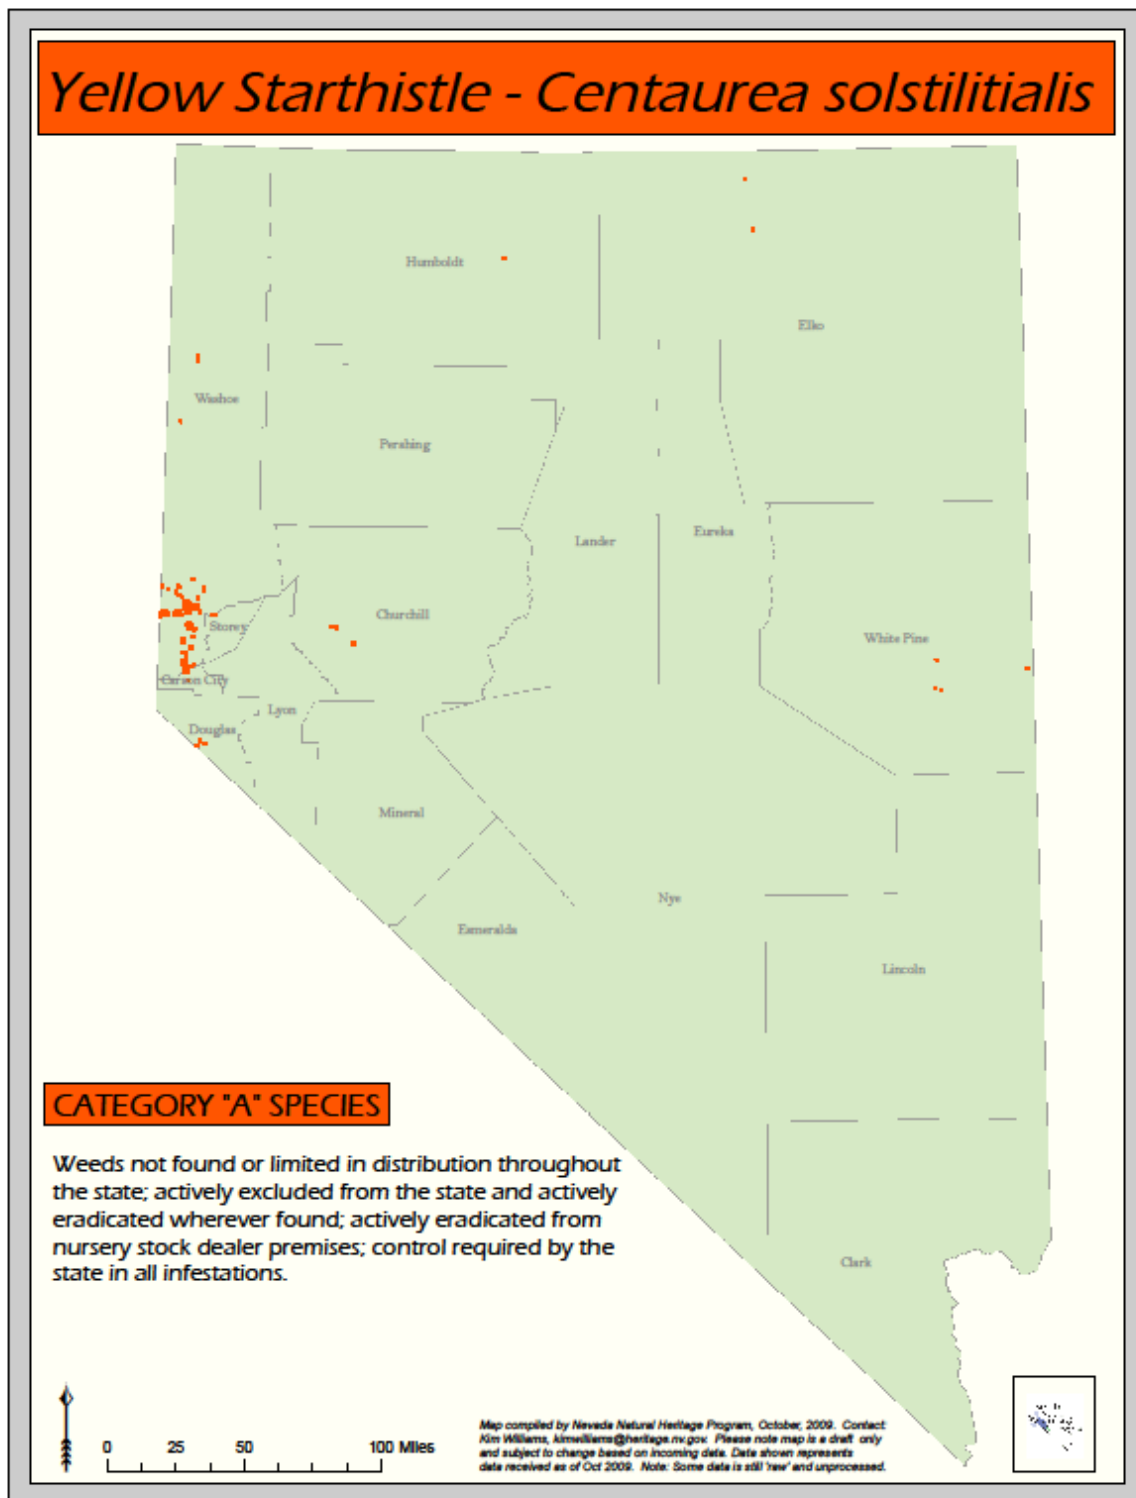 Yellow Starthistle - Centaurea solstilitialis
Humboldt
Elko
Washoe
Pershing
Lander
Eureka
Churchill
Storey
White Pine
Carson City
Lyon
Douglas
Mineral
Nye
Esmeralda
Lincoln
CATEGORY "A" SPECIES
Weeds not found or limited in distribution throughout
the state; actively excluded from the state and actively
eradicated wherever found; actively eradicated from
nursery stock dealer premises; control required by the
state in all infestations.
Clark
0 25 50 100 Miles
Map compiled by Nevada Natural Heritage Program, October, 2009. Contact
Kim Williams, kimwilliams@heritage.nv.gov. Please note map is a draft only
and subject to change based on incoming data. Data shown represents
data received as of Oct 2009. Note: Some data is still 'raw' and unprocessed.